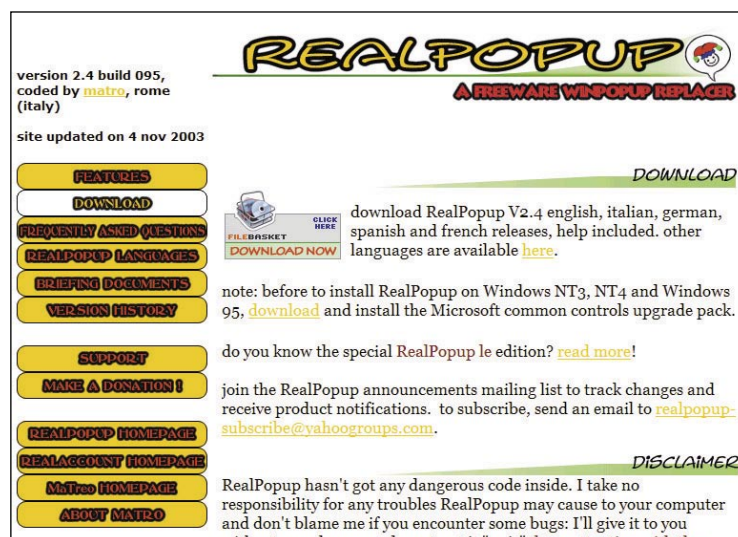 REALPOPUP
A FREEWARE WINPOPUP REPLACER
version 2.4 build 095,
coded by matro, rome
(italy)
site updated on 4 nov 2003
FEATURES
DOWNLOAD
FREQUENTLY ASKED QUESTIONS
REALPOPUP LANGUAGES
BRIEFING DOCUMENTS
VERSION HISTORY
SUPPORT
MAKE A DONATION !
REALPOPUP HOMEPAGE
REALACCOUNT HOMEPAGE
MaTreo HOMEPAGE
ABOUT MATRO
DOWNLOAD
CLICK
HERE
FILEBASKET
DOWNLOAD NOW
download RealPopup V2.4 english, italian, german,
spanish and french releases, help included. other
languages are available here.
note: before to install RealPopup on Windows NT3, NT4 and Windows
95, download and install the Microsoft common controls upgrade pack.
do you know the special RealPopup le edition? read more!
join the RealPopup announcements mailing list to track changes and
receive product notifications. to subscribe, send an email to realpopup-
subscribe@yahoogroups.com.
DISCLAIMER
RealPopup hasn't got any dangerous code inside. I take no
responsibility for any troubles RealPopup may cause to your computer
and don't blame me if you encounter some bugs: I'll give it to you